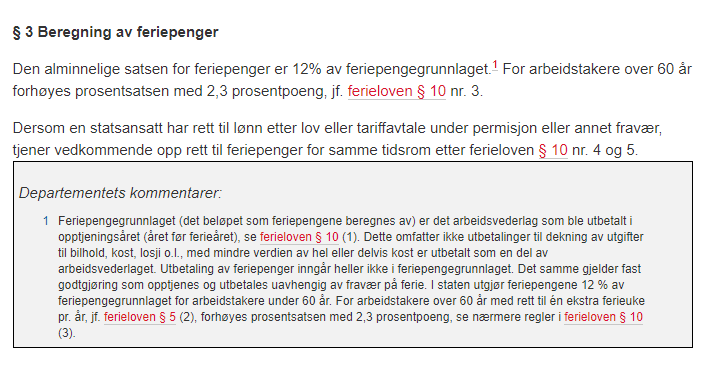 § 3 Beregning av feriepenger
Den alminnelige satsen for feriepenger er 12% av feriepengegrunnlaget.1 For arbeidstakere over 60 år
forhøyes prosentsatsen med 2,3 prosentpoeng, jf. ferieloven § 10 nr. 3.
Dersom en statsansatt har rett til lønn etter lov eller tariffavtale under permisjon eller annet fravær,
tjener vedkommende opp rett til feriepenger for samme tidsrom etter ferieloven § 10 nr. 4 og 5.
Departementets kommentarer:
1 Feriepengegrunnlaget (det beløpet som feriepengene beregnes av) er det arbeidsvederlag som ble utbetalt i
opptjeningsåret (året før ferieåret), se ferieloven § 10 (1). Dette omfatter ikke utbetalinger til dekning av utgifter
til bilhold, kost, losji o.l., med mindre verdien av hel eller delvis kost er utbetalt som en del av
arbeidsvederlaget. Utbetaling av feriepenger inngår heller ikke i feriepengegrunnlaget. Det samme gjelder fast
godtgjøring som opptjenes og utbetales uavhengig av fravær på ferie. I staten utgjør feriepengene 12 % av
feriepengegrunnlaget for arbeidstakere under 60 år. For arbeidstakere over 60 år med rett til én ekstra ferieuke
pr. år, jf. ferieloven § 5 (2), forhøyes prosentsatsen med 2,3 prosentpoeng, se nærmere regler i ferieloven § 10
(3).